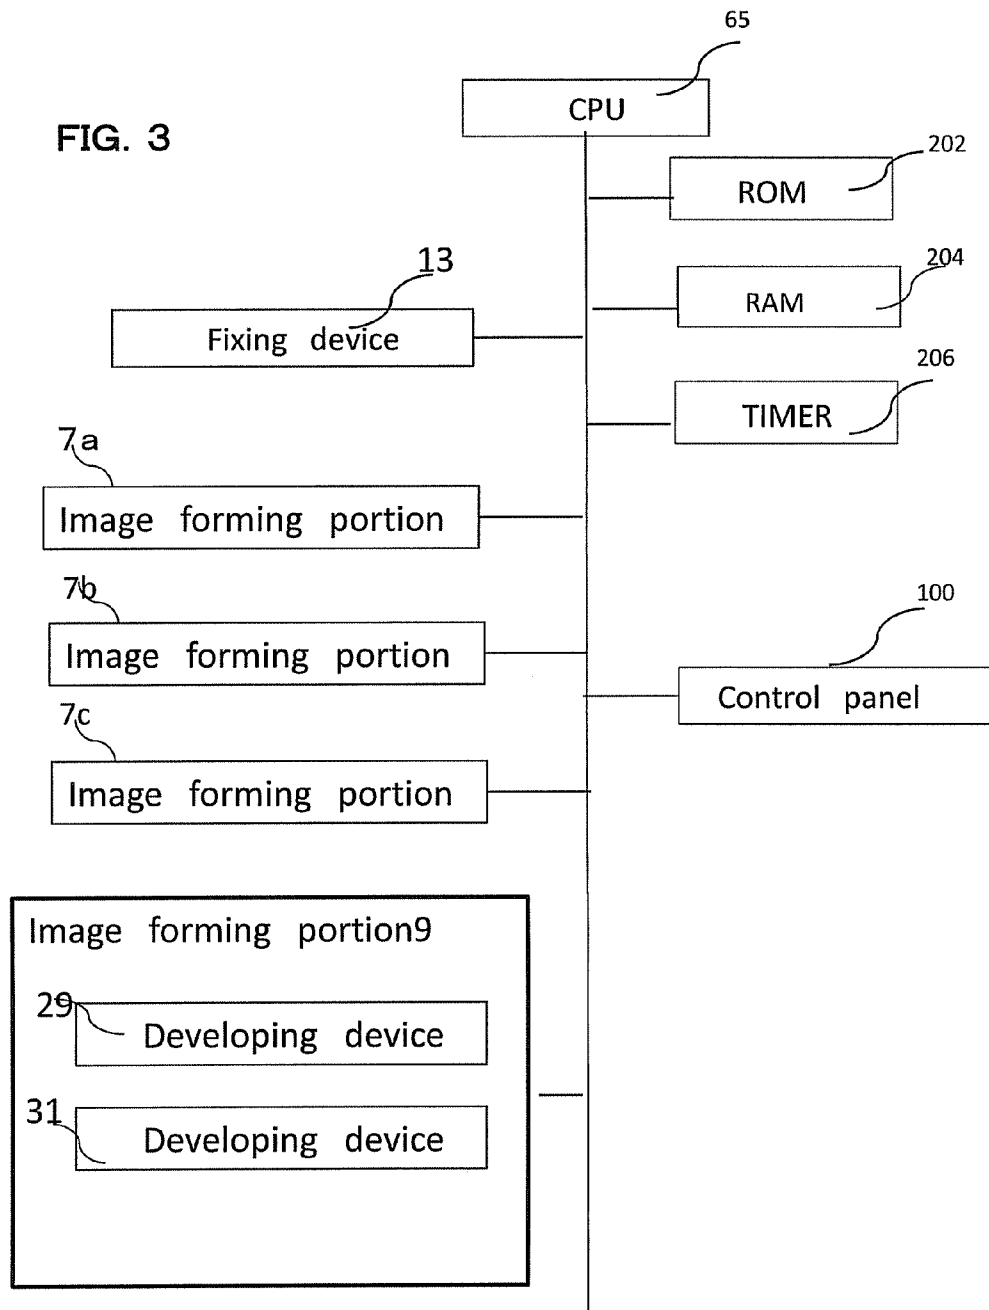 65
CPU
FIG. 3
202
ROM
13
204
Fixing device
RAM
206
TIMER
7a
Image forming portion
7b
100
Image forming portion
Control panel
7c
Image forming portion
Image forming portion9
29
Developing device
31
Developing device